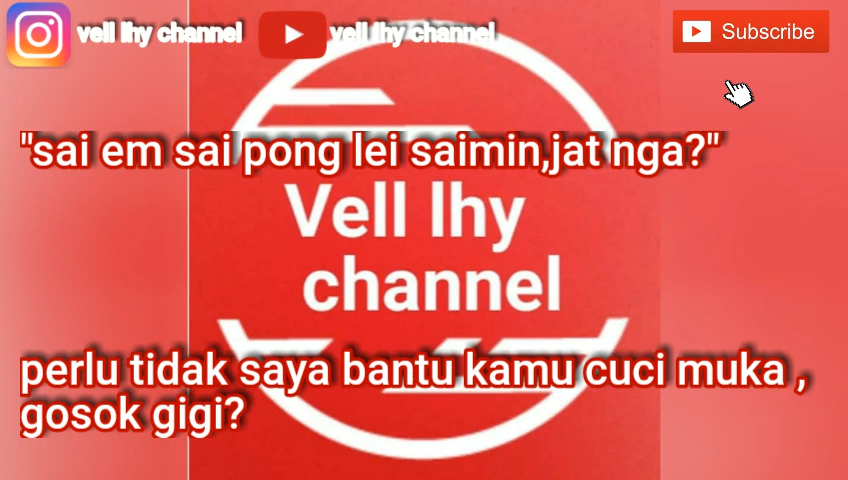 vell lhy channel
vell lhy channel
Subscribe
"sai em sai pong lei saimin,jat nga?"
Vell lhy
channel
perlu tidak saya bantu kamu cuci muka ,
gosok gigi?